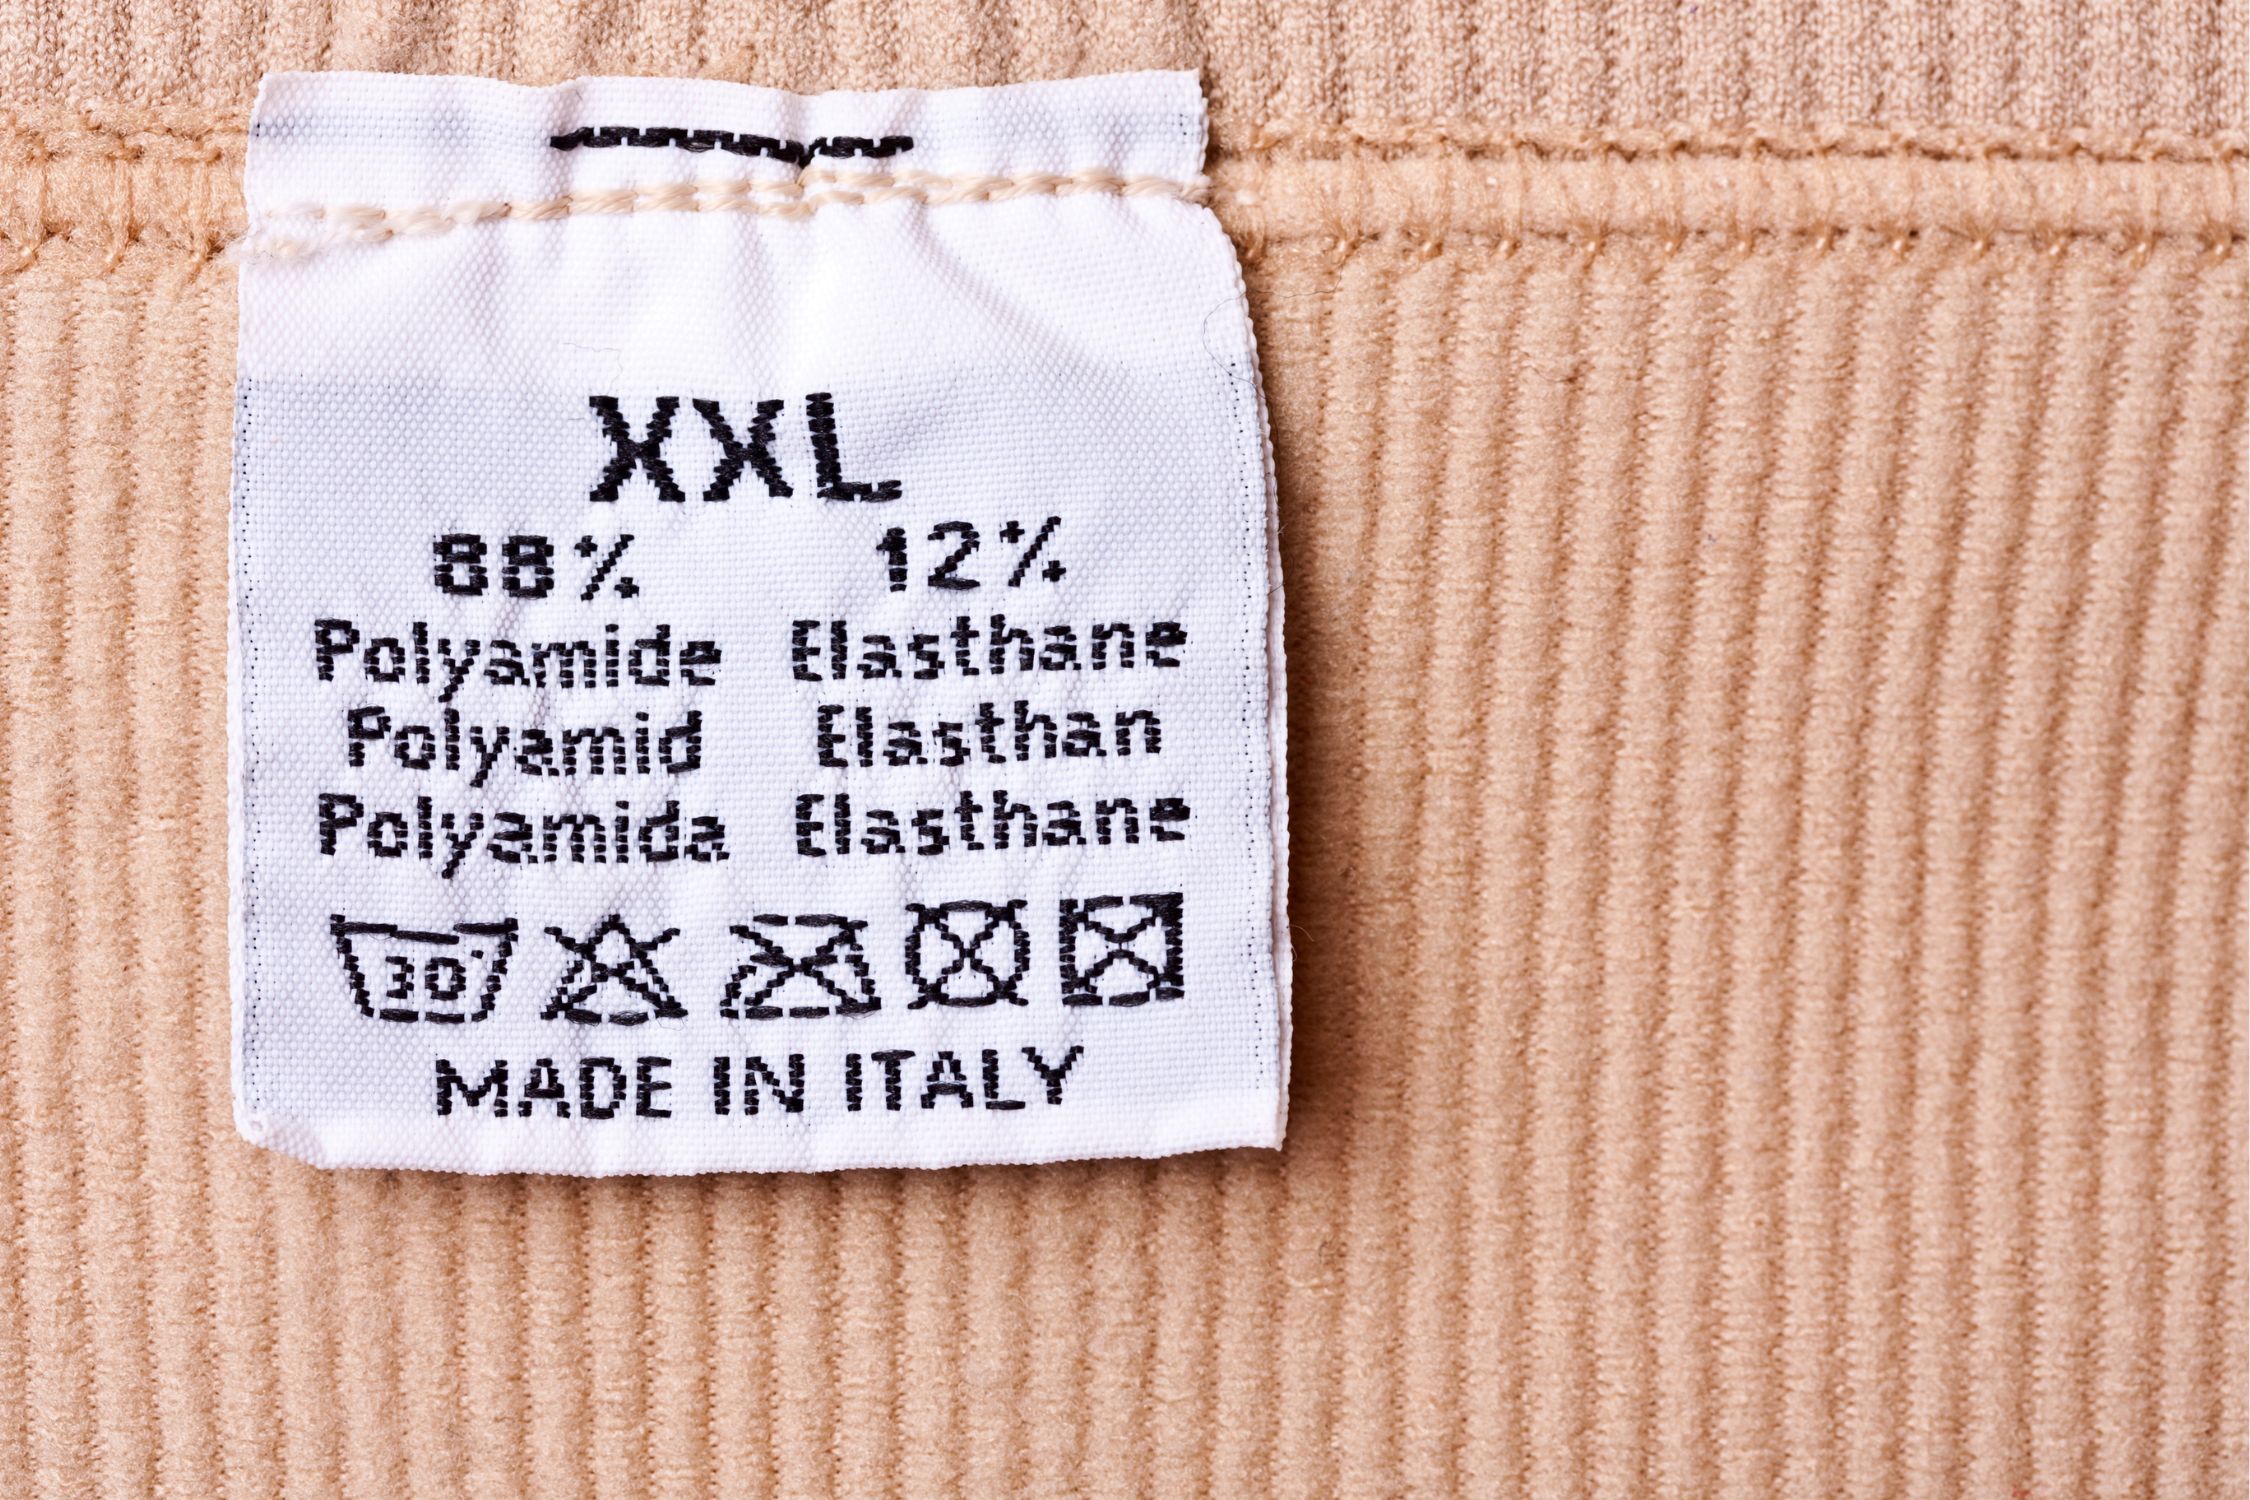 XXL
88% 12%
Polyamide Elasthane
Polyamid Elasthan
Polyamida Elasthane
30°
MADE IN ITALY